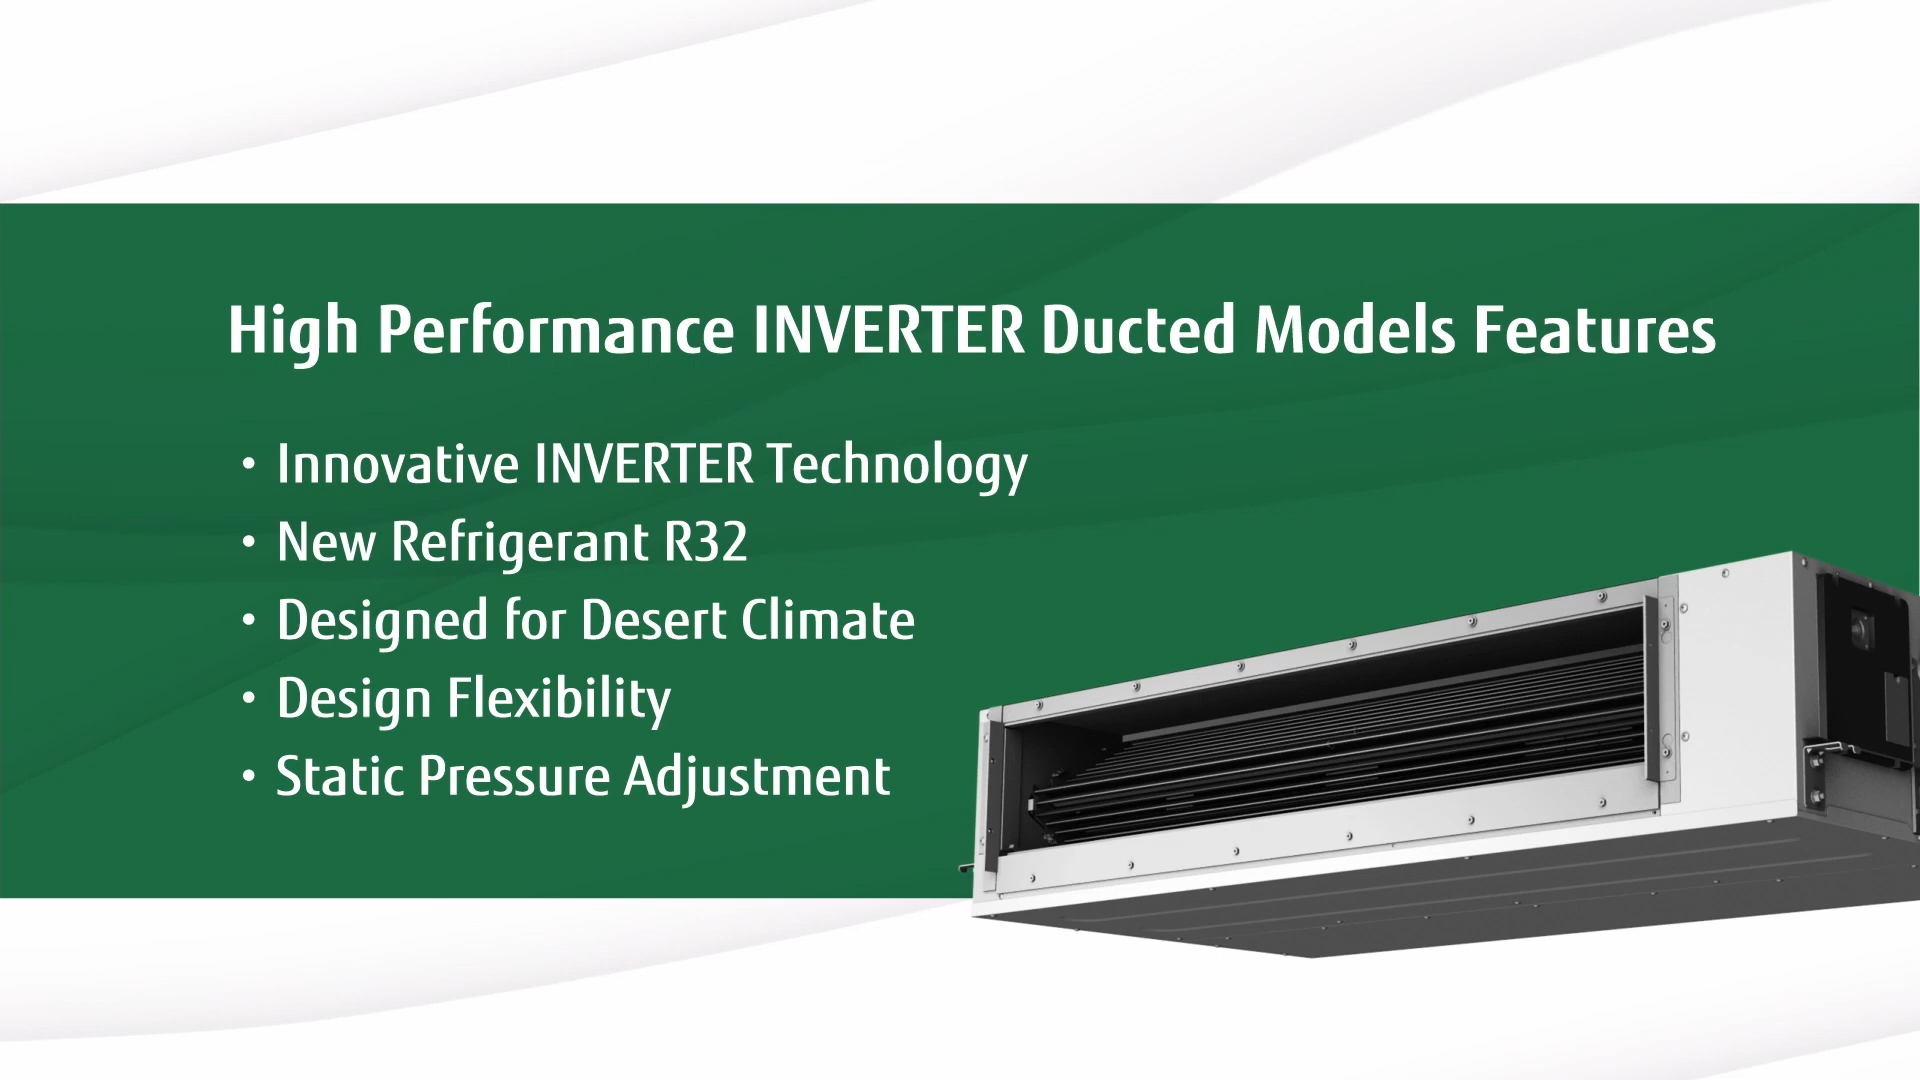 High Performance INVERTER Ducted Models Features
• Innovative INVERTER Technology
• New Refrigerant R32
• Designed for Desert Climate
• Design Flexibility
• Static Pressure Adjustment